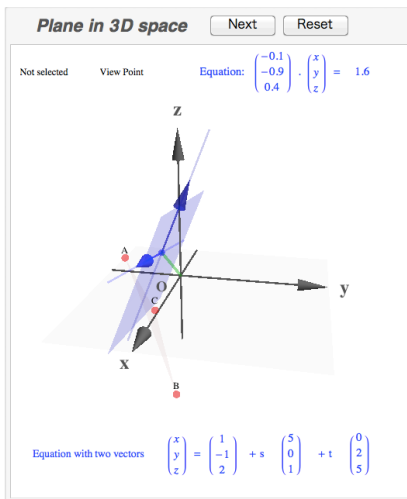 Plane in 3D space Next Reset
Not selected View Point Equation: (−0.1 −0.9 0.4) . (x y z) = 1.6
z
A
O
y
C
x
B
Equation with two vectors (x y z) = (1 −1 2) + s (5 0 1) + t (0 2 5)